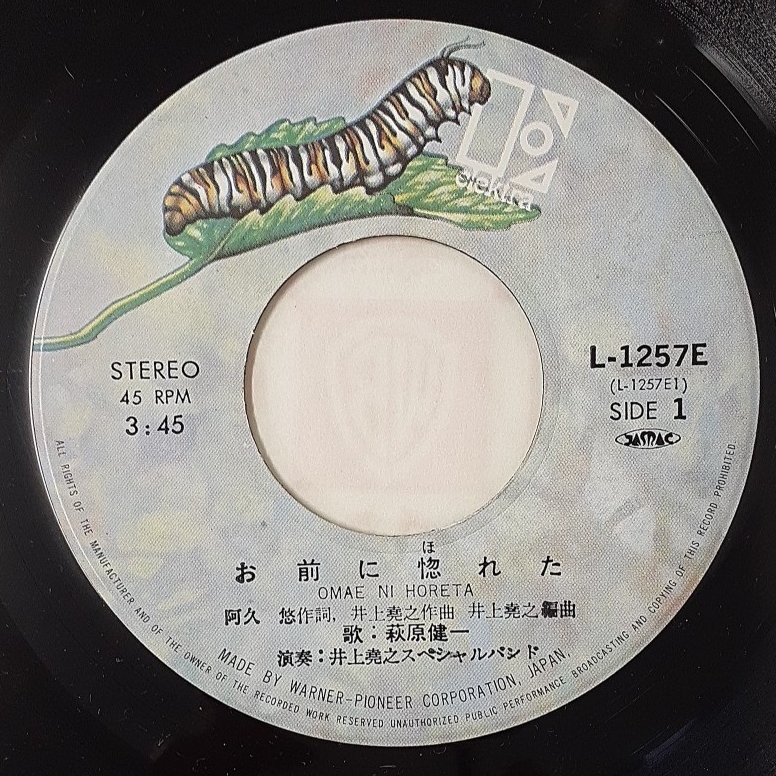 elektra
STEREO
45 RPM
3:45
L-1257E
(L-1257E1)
SIDE 1
JASRAC
ほ
お前に惚れた
OMAE NI HORETA
阿久 悠作詞, 井上堯之作曲 井上堯之編曲
歌:萩原健一
演奏:井上堯之スペシャルバンド
MADE BY WARNER-PIONEER CORPORATION, JAPAN.
ALL RIGHTS OF THE MANUFACTURER AND OF THE OWNER OF THE RECORDED WORK RESERVED UNAUTHORIZED PUBLIC PERFORMANCE BROADCASTING AND COPYING OF THIS RECORD PROHIBITED